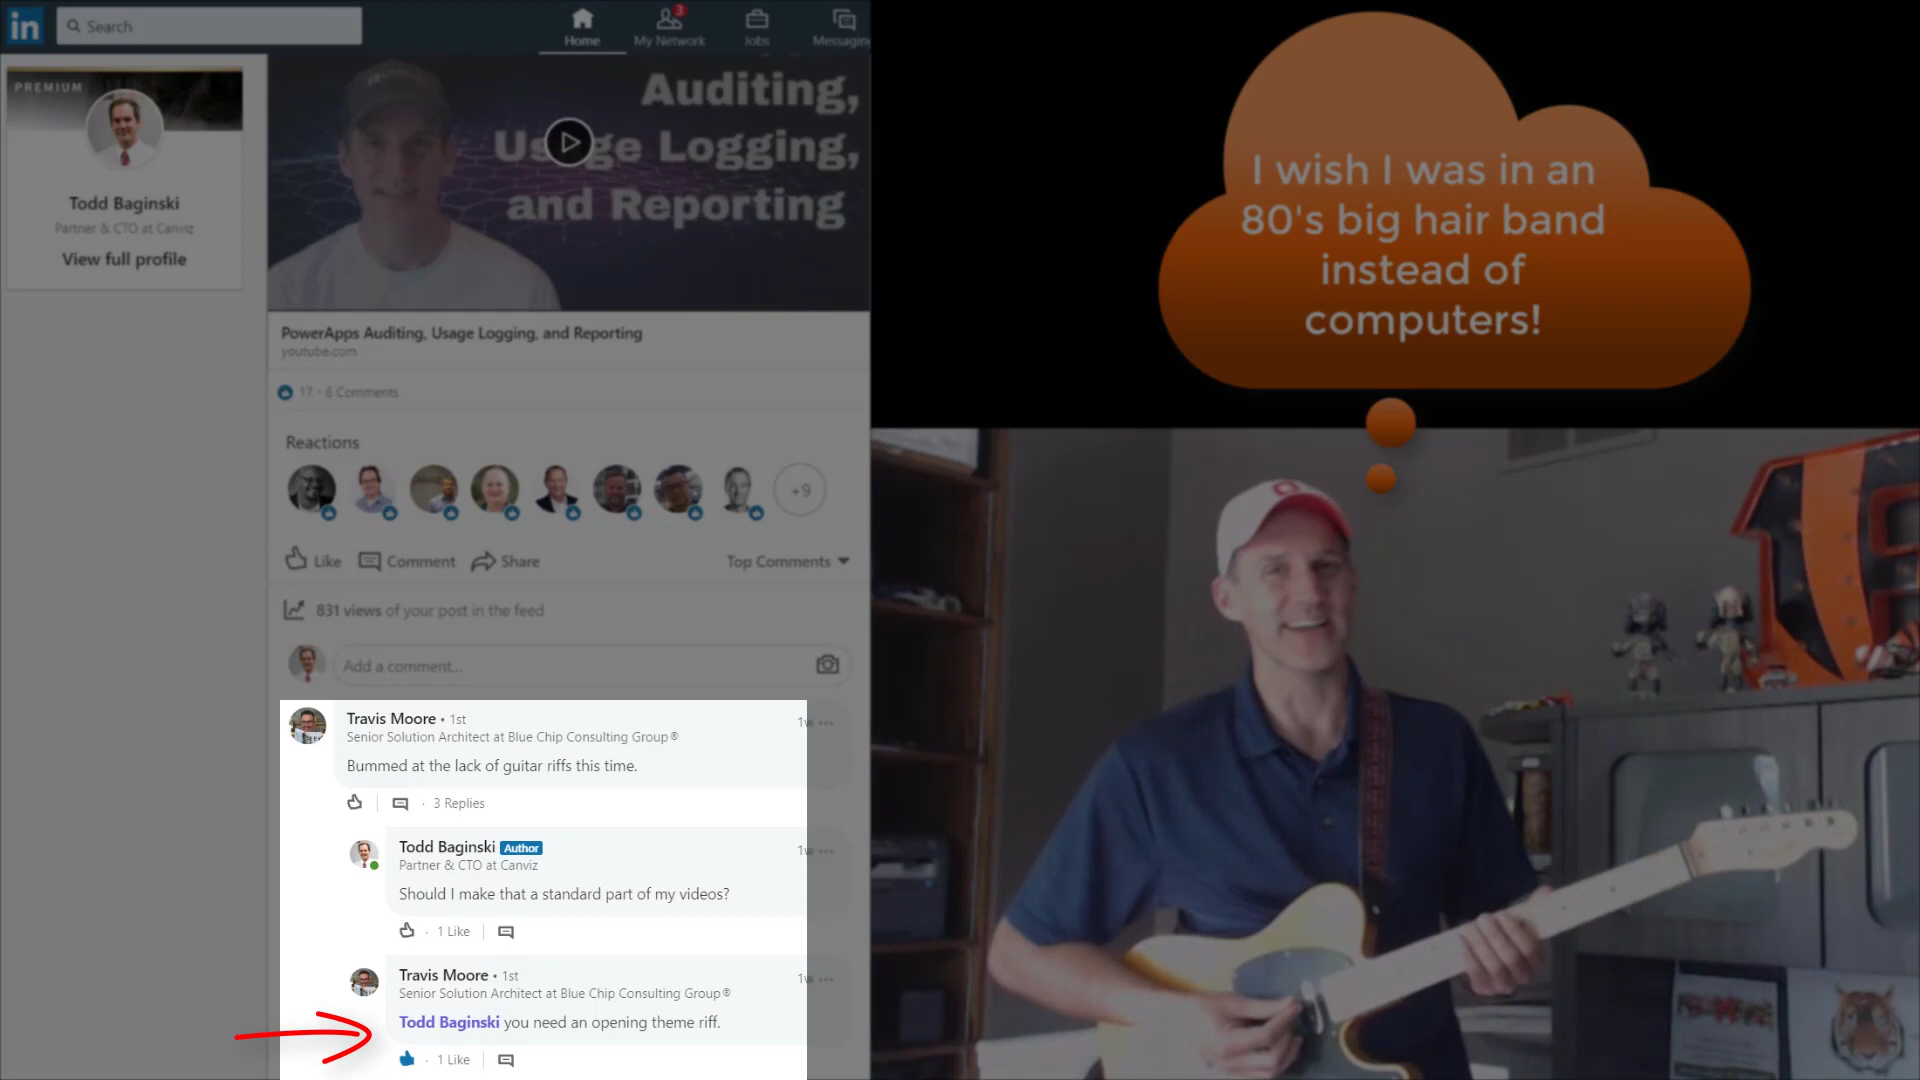 in
Search
Home
3
My Network
Jobs
Messaging
PREMIUM
Todd Baginski
Partner & CTO at Canviz
View full profile
Auditing,
Usage Logging,
and Reporting
PowerApps Auditing, Usage Logging, and Reporting
youtube.com
17 • 6 Comments
Reactions
+9
Like
Comment
Share
Top Comments
831 views of your post in the feed
Add a comment...
Travis Moore • 1st
1w
Senior Solution Architect at Blue Chip Consulting Group®
Bummed at the lack of guitar riffs this time.
· 3 Replies
Todd Baginski Author
1w
Partner & CTO at Canviz
Should I make that a standard part of my videos?
· 1 Like
Travis Moore • 1st
1w
Senior Solution Architect at Blue Chip Consulting Group®
Todd Baginski you need an opening theme riff.
· 1 Like
I wish I was in an
80's big hair band
instead of
computers!